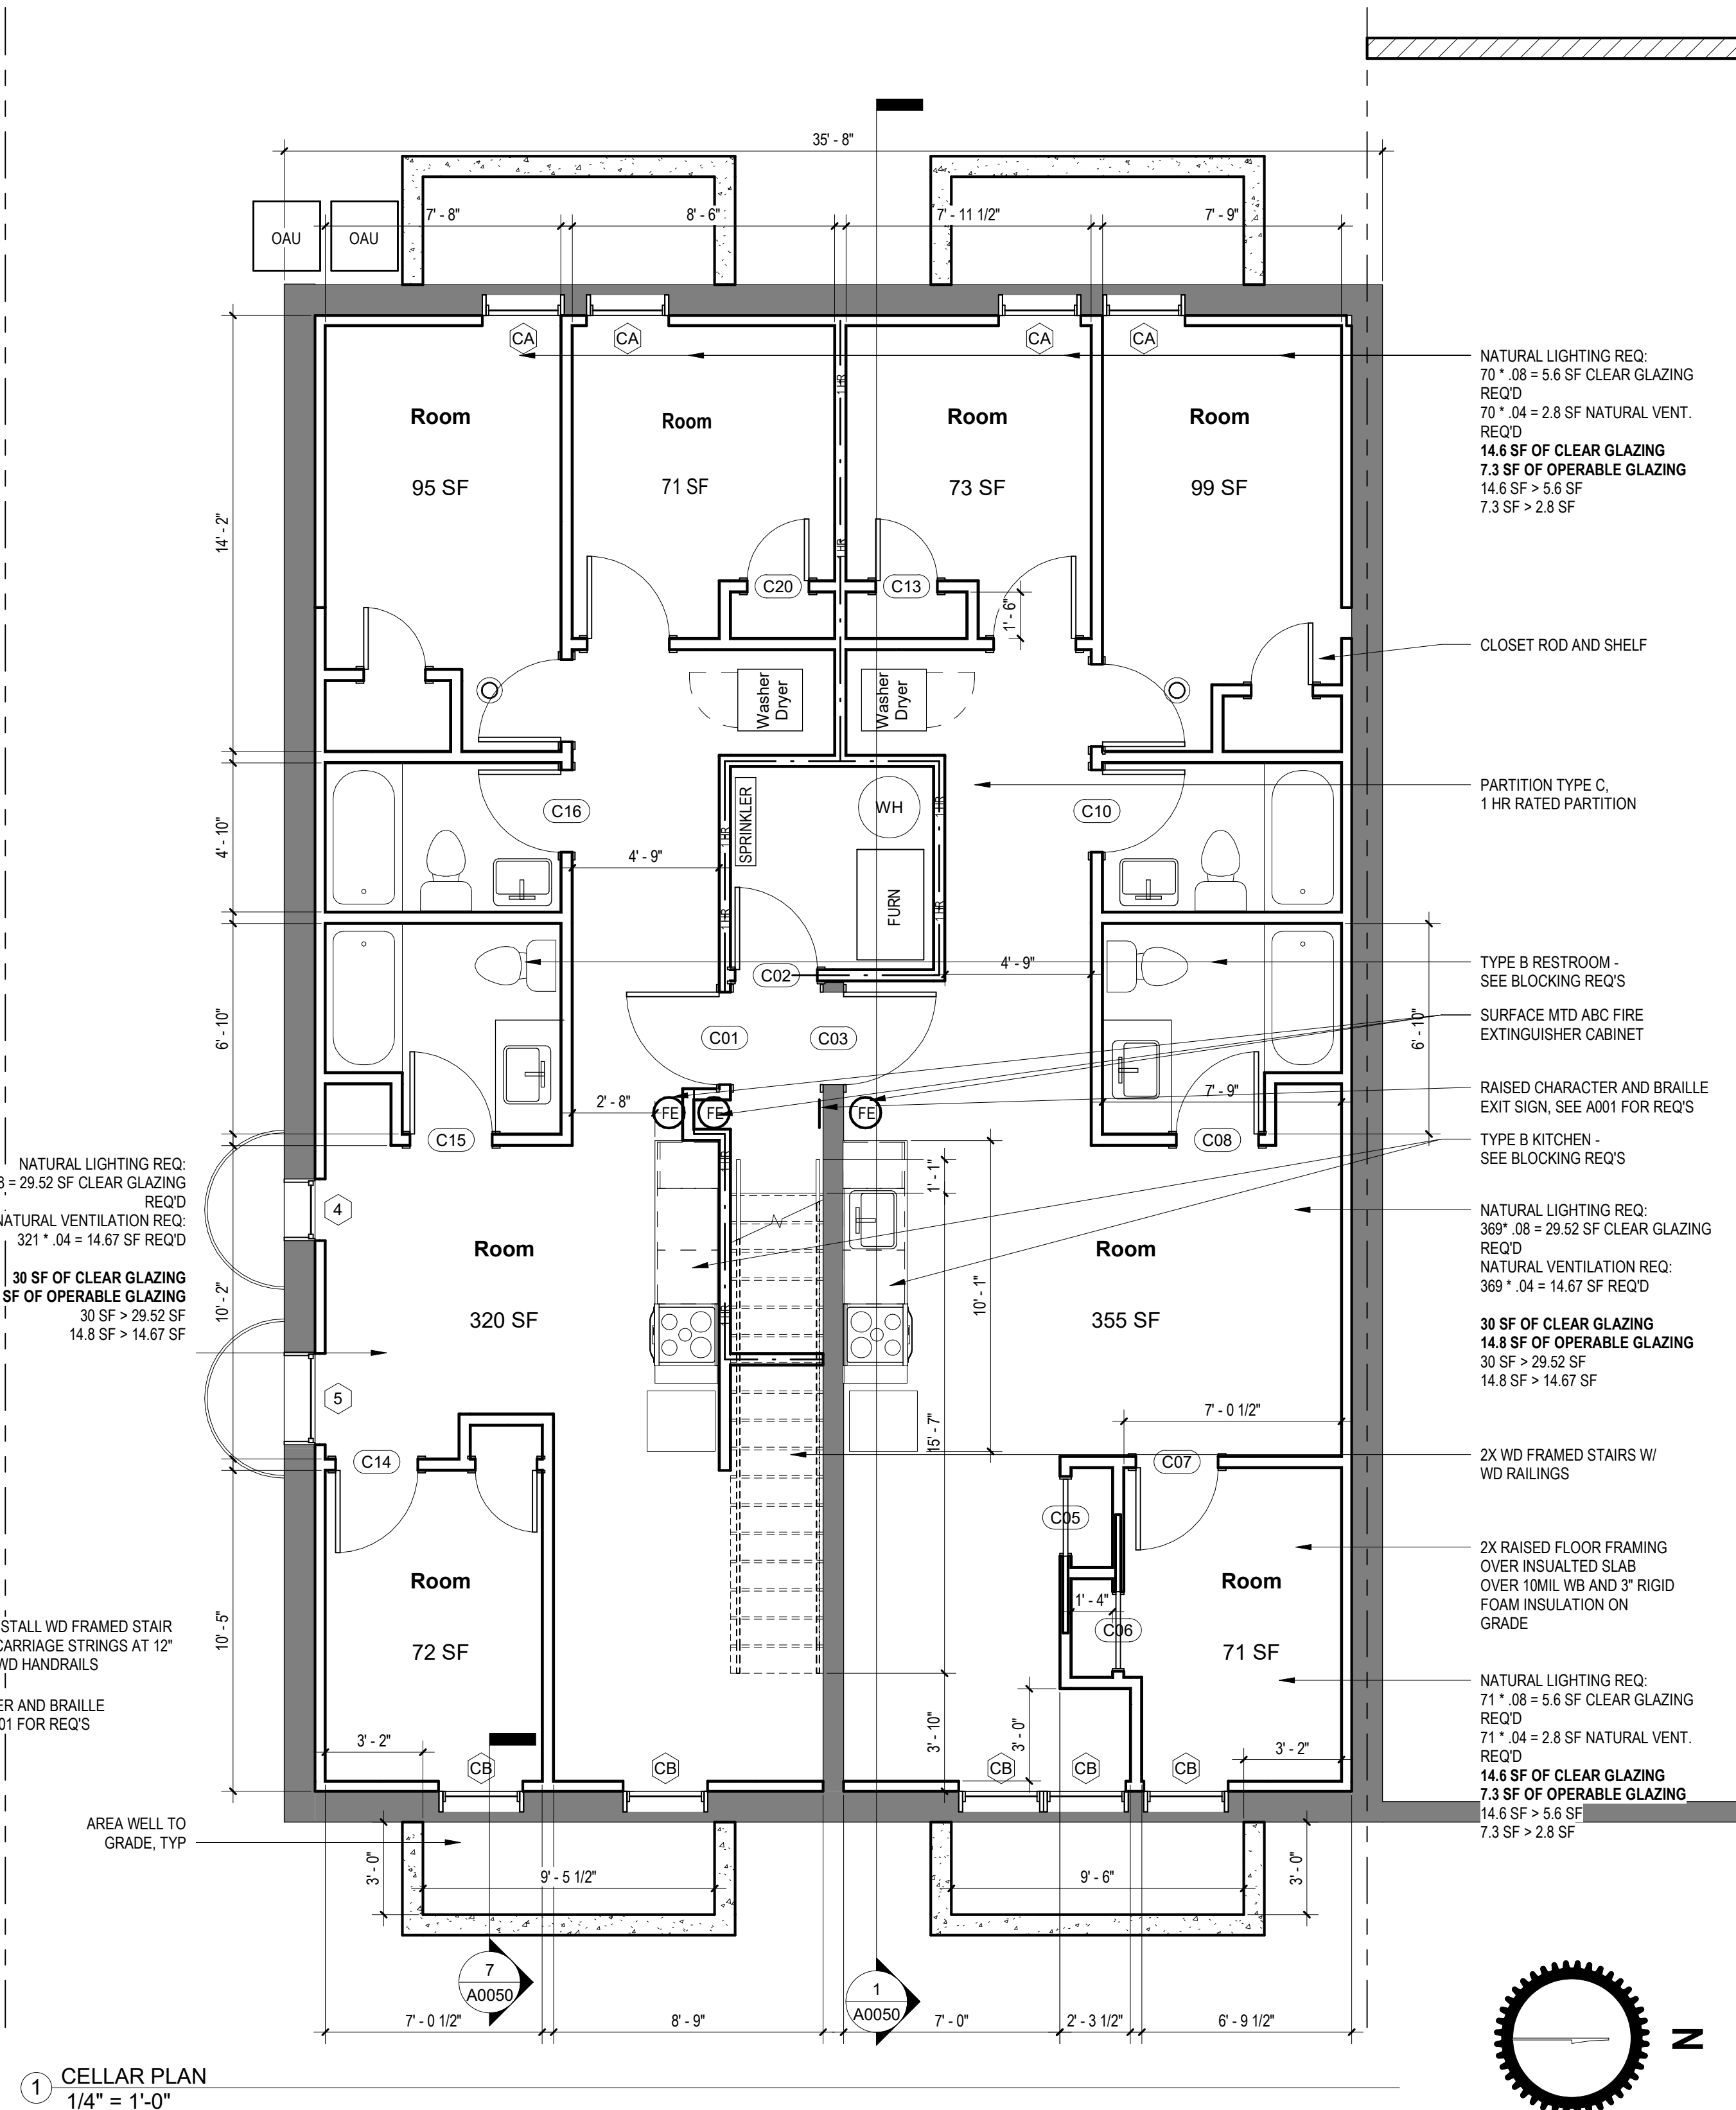 35' - 8"
7' - 8"
8' - 6"
7' - 11 1/2"
7' - 9"
OAU
OAU
CA
CA
CA
CA
NATURAL LIGHTING REQ:
70 * .08 = 5.6 SF CLEAR GLAZING
REQ'D
70 * .04 = 2.8 SF NATURAL VENT.
REQ'D
14.6 SF OF CLEAR GLAZING
7.3 SF OF OPERABLE GLAZING
14.6 SF > 5.6 SF
7.3 SF > 2.8 SF
1 HR
Room
Room
Room
Room
95 SF
71 SF
73 SF
99 SF
14' - 2"
1 HR
C20
C13
1' - 6"
CLOSET ROD AND SHELF
Washer
Dryer
Washer
Dryer
PARTITION TYPE C,
1 HR RATED PARTITION
C16
SPRINKLER
WH
1 HR
C10
4' - 10"
1 HR
4' - 9"
FURN
1 HR
1 HR
C02
4' - 9"
TYPE B RESTROOM -
SEE BLOCKING REQ'S
6' - 10"
C01
C03
6' - 10"
SURFACE MTD ABC FIRE
EXTINGUISHER CABINET
7' - 9"
RAISED CHARACTER AND BRAILLE
EXIT SIGN, SEE A001 FOR REQ'S
2' - 8"
FE
FE
FE
C15
C08
TYPE B KITCHEN -
SEE BLOCKING REQ'S
NATURAL LIGHTING REQ:
8 = 29.52 SF CLEAR GLAZING
REQ'D
NATURAL VENTILATION REQ:
321 * .04 = 14.67 SF REQ'D
30 SF OF CLEAR GLAZING
SF OF OPERABLE GLAZING
30 SF > 29.52 SF
14.8 SF > 14.67 SF
1 HR
1' - 1"
4
Room
Room
NATURAL LIGHTING REQ:
369* .08 = 29.52 SF CLEAR GLAZING
REQ'D
NATURAL VENTILATION REQ:
369 * .04 = 14.67 SF REQ'D
30 SF OF CLEAR GLAZING
14.8 SF OF OPERABLE GLAZING
30 SF > 29.52 SF
14.8 SF > 14.67 SF
10' - 2"
320 SF
1 HR
10' - 1"
355 SF
5
7' - 0 1/2"
15' - 7"
C14
C07
2X WD FRAMED STAIRS W/
WD RAILINGS
C05
2X RAISED FLOOR FRAMING
OVER INSUALTED SLAB
OVER 10MIL WB AND 3" RIGID
FOAM INSULATION ON
GRADE
Room
Room
1' - 4"
C06
10' - 5"
72 SF
71 SF
STALL WD FRAMED STAIR
CARRIAGE STRINGS AT 12"
WD HANDRAILS
ER AND BRAILLE
01 FOR REQ'S
NATURAL LIGHTING REQ:
71 * .08 = 5.6 SF CLEAR GLAZING
REQ'D
71 * .04 = 2.8 SF NATURAL VENT.
REQ'D
14.6 SF OF CLEAR GLAZING
7.3 SF OF OPERABLE GLAZING
14.6 SF > 5.6 SF
7.3 SF > 2.8 SF
3' - 2"
3' - 10"
3' - 0"
3' - 2"
CB
CB
CB
CB
CB
AREA WELL TO
GRADE, TYP
3' - 0"
9' - 5 1/2"
9' - 6"
3' - 0"
7
A0050
1
A0050
7' - 0 1/2"
8' - 9"
7' - 0"
2' - 3 1/2"
6' - 9 1/2"
N
1
CELLAR PLAN
1/4" = 1'-0"